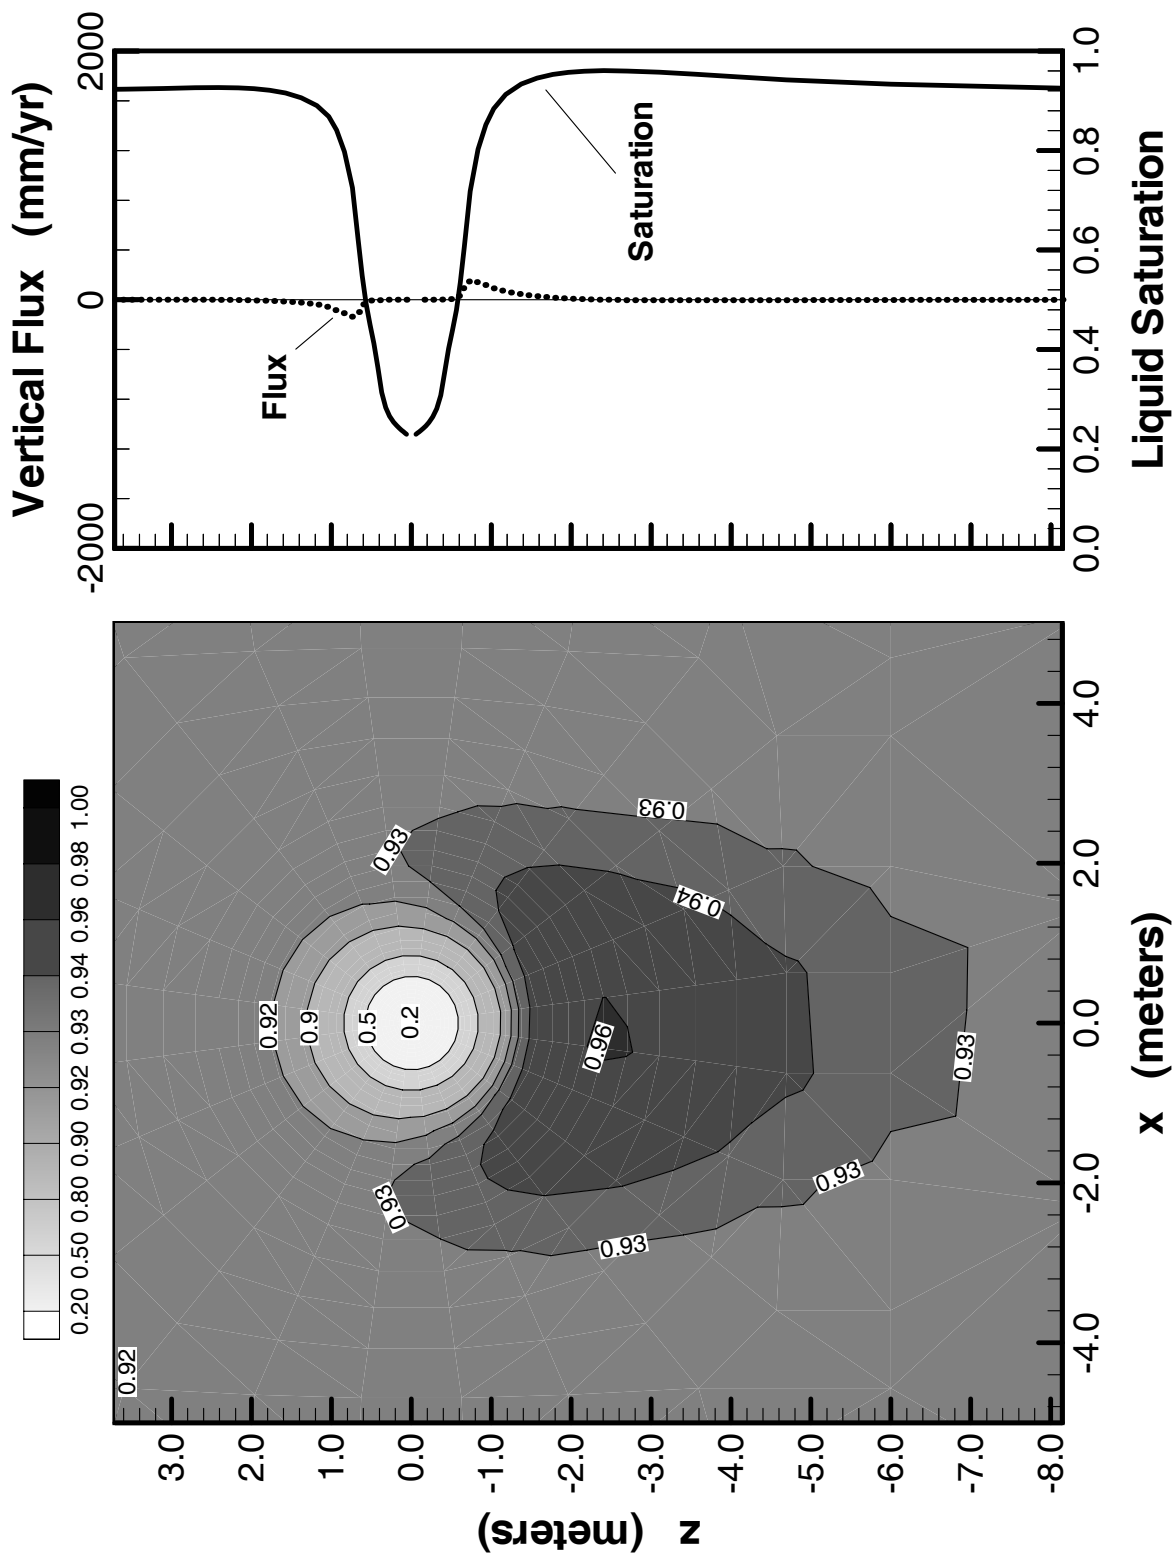 0.20 0.50 0.80 0.90 0.92 0.93 0.94 0.96 0.98 1.00
z (meters)
3.0
2.0
1.0
0.0
-1.0
-2.0
-3.0
-4.0
-5.0
-6.0
-7.0
-8.0
0.92
0.92
0.9
0.5
0.2
0.93
0.93
0.96
0.94
0.93
0.93
0.93
0.93
-4.0 -2.0 0.0 2.0 4.0
x (meters)
Vertical Flux (mm/yr)
-2000 0 2000
Flux
Saturation
0.0 0.2 0.4 0.6 0.8 1.0
Liquid Saturation